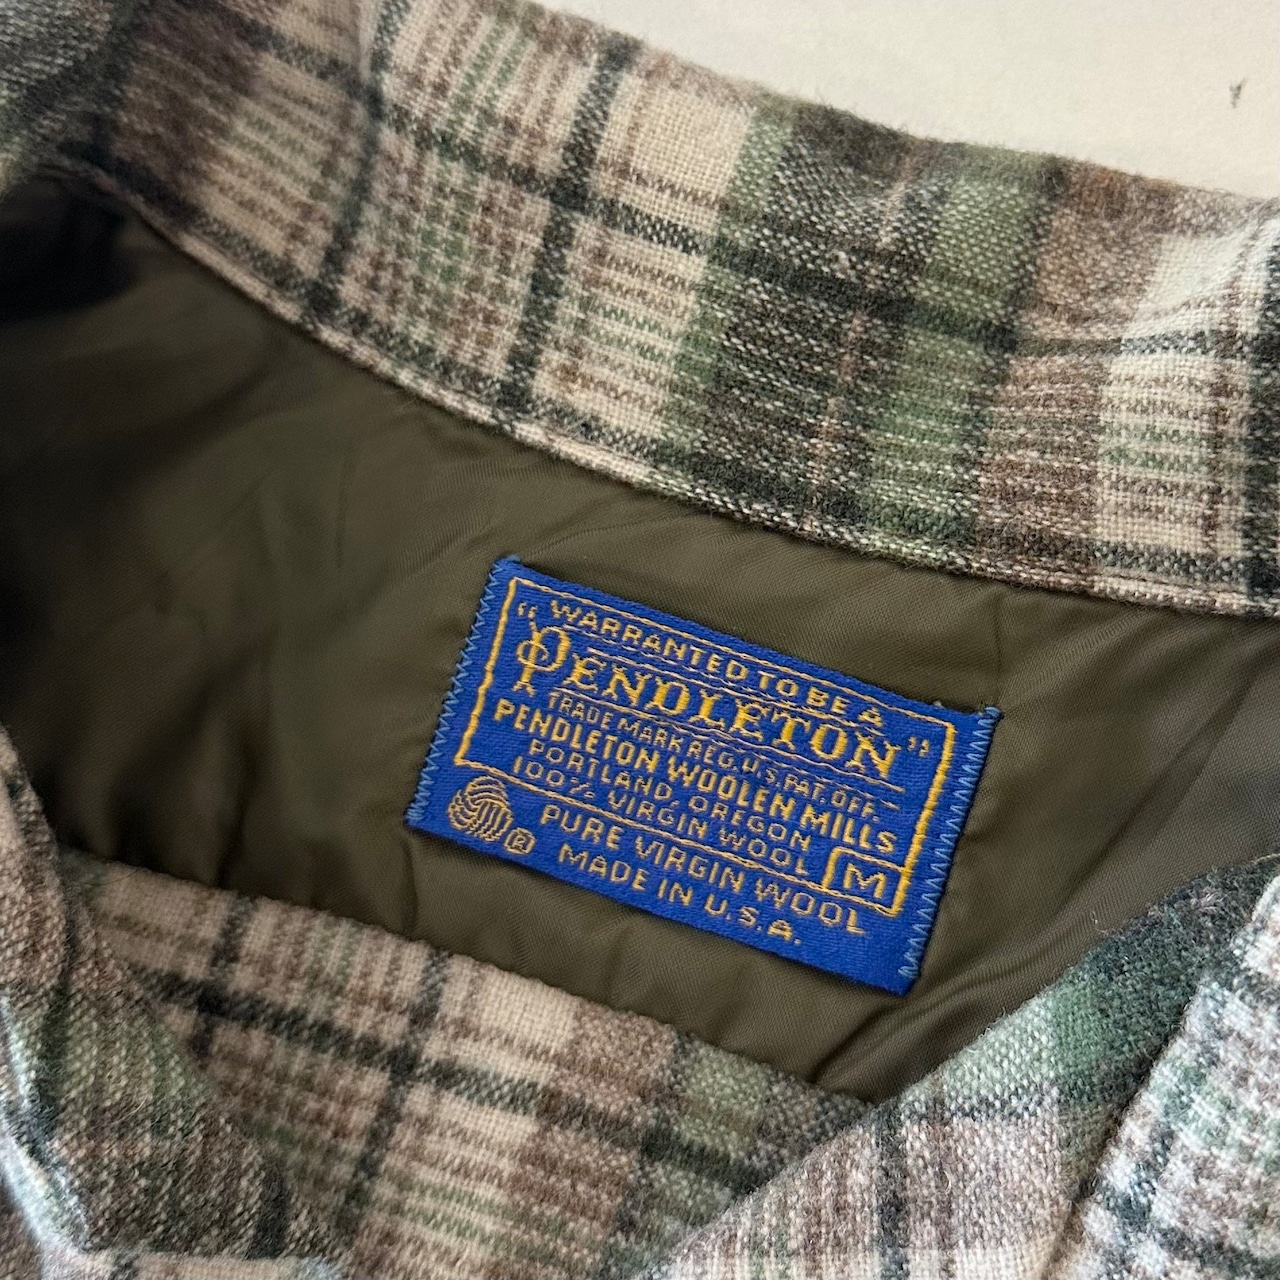 "WARRANTED TO BE A
PENDLETON"
TRADE MARK REG. U.S. PAT. OFF.
PENDLETON WOOLEN MILLS
PORTLAND, OREGON
100% VIRGIN WOOL
M
PURE VIRGIN WOOL
® MADE IN U.S.A.